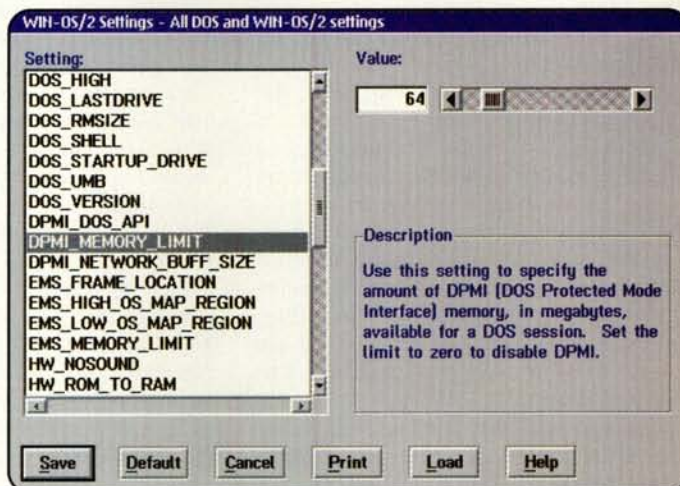 WIN-OS/2 Settings - All DOS and WIN-OS/2 settings
Setting:
DOS_HIGH
DOS_LASTDRIVE
DOS_RMSIZE
DOS_SHELL
DOS_STARTUP_DRIVE
DOS_UMB
DOS_VERSION
DPMI_DOS_API
DPMI_MEMORY_LIMIT
DPMI_NETWORK_BUFF_SIZE
EMS_FRAME_LOCATION
EMS_HIGH_OS_MAP_REGION
EMS_LOW_OS_MAP_REGION
EMS_MEMORY_LIMIT
HW_NOSOUND
HW_ROM_TO_RAM
Value:
64
Description
Use this setting to specify the
amount of DPMI (DOS Protected Mode
Interface) memory, in megabytes,
available for a DOS session. Set the
limit to zero to disable DPMI.
Save
Default
Cancel
Print
Load
Help